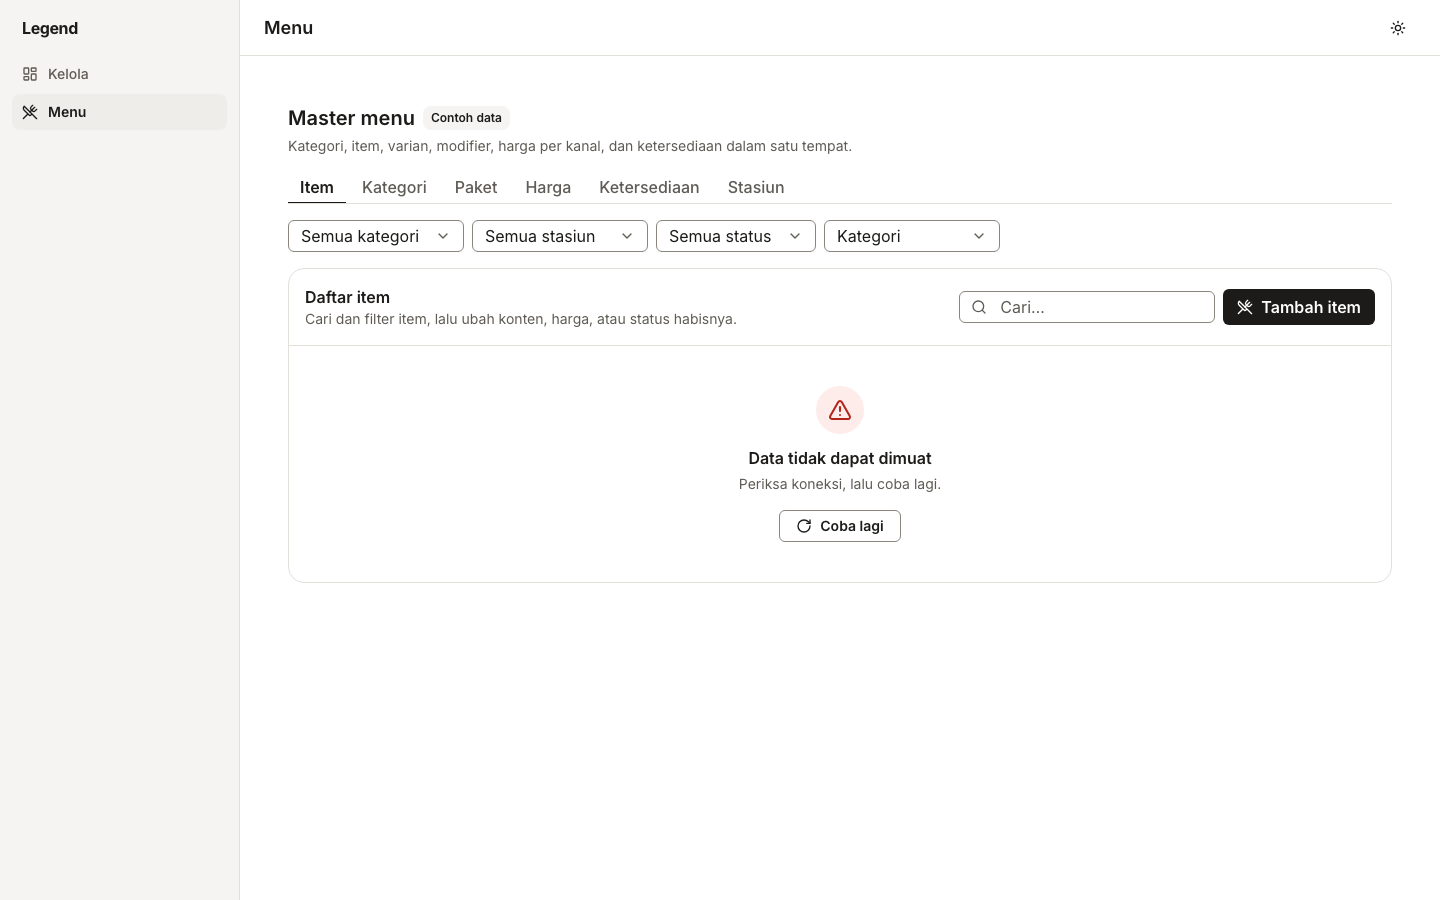 Legend
Kelola
Menu
Menu
Master menu
Contoh data
Kategori, item, varian, modifier, harga per kanal, dan ketersediaan dalam satu tempat.
Item
Kategori
Paket
Harga
Ketersediaan
Stasiun
Semua kategori
Semua stasiun
Semua status
Kategori
Daftar item
Cari dan filter item, lalu ubah konten, harga, atau status habisnya.
Cari...
Tambah item
Data tidak dapat dimuat
Periksa koneksi, lalu coba lagi.
Coba lagi